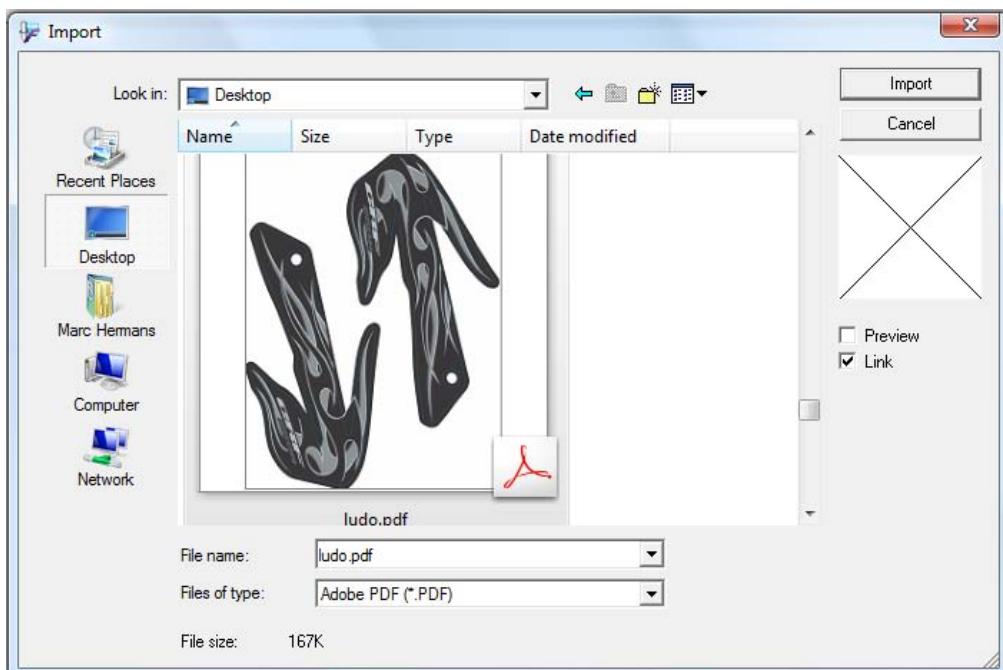 Import
Look in: Desktop
Import
Cancel
Name Size Type Date modified
Recent Places
Desktop
Marc Hermans
Computer
Network
ludo.pdf
Preview
Link
File name: ludo.pdf
Files of type: Adobe PDF (*.PDF)
File size: 167K